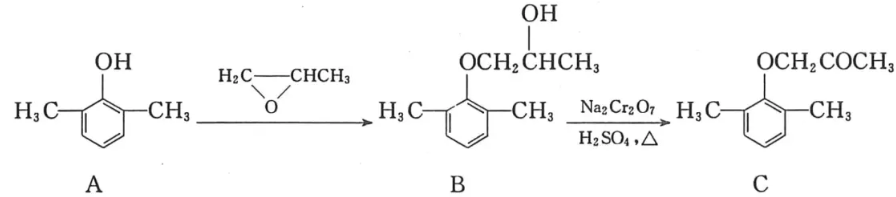 OH
H₃C CH₃
A
H₂C—CHCH₃
O
OH
OCH₂CHCH₃
H₃C CH₃
B
Na₂Cr₂O₇
H₂SO₄,△
OCH₂COCH₃
H₃C CH₃
C